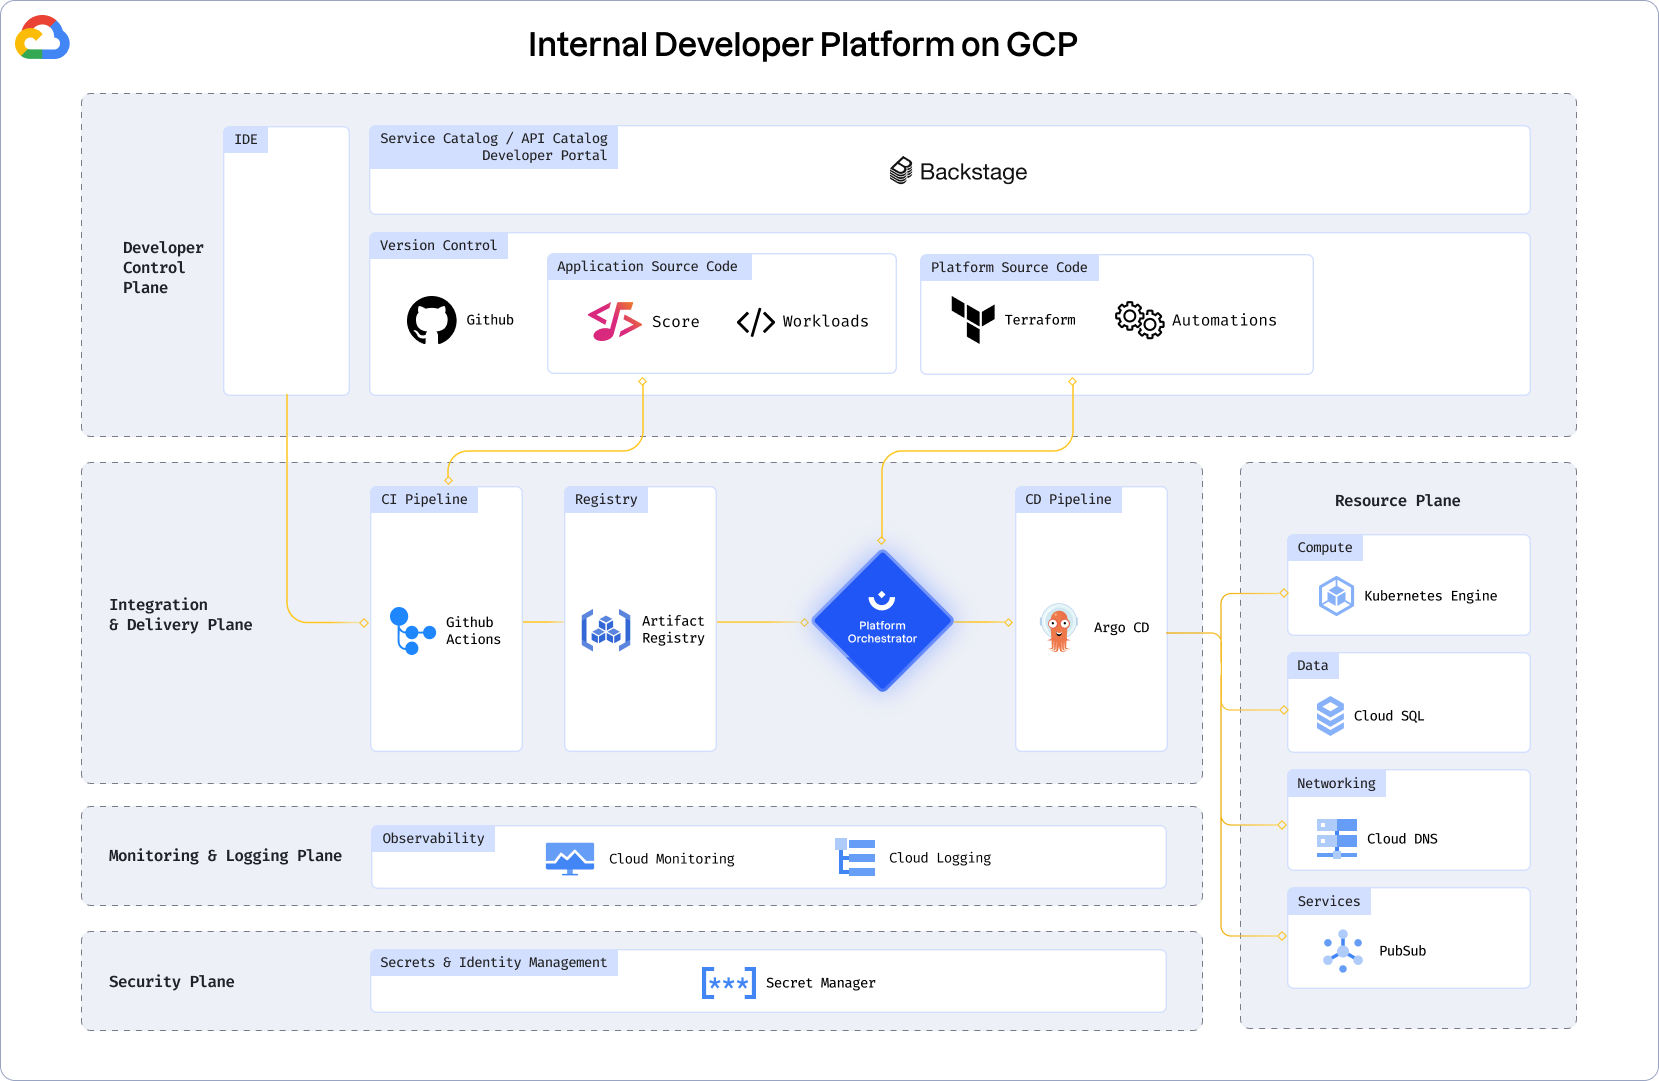 Internal Developer Platform on GCP
Developer
Control
Plane
IDE
Service Catalog / API Catalog
Developer Portal
Backstage
Version Control
Github
Application Source Code
Score
Workloads
Platform Source Code
Terraform
Automations
Integration
& Delivery Plane
CI Pipeline
Github
Actions
Registry
Artifact
Registry
Platform
Orchestrator
CD Pipeline
Argo CD
Resource Plane
Compute
Kubernetes Engine
Data
Cloud SQL
Networking
Cloud DNS
Services
PubSub
Monitoring & Logging Plane
Observability
Cloud Monitoring
Cloud Logging
Security Plane
Secrets & Identity Management
[***]
Secret Manager